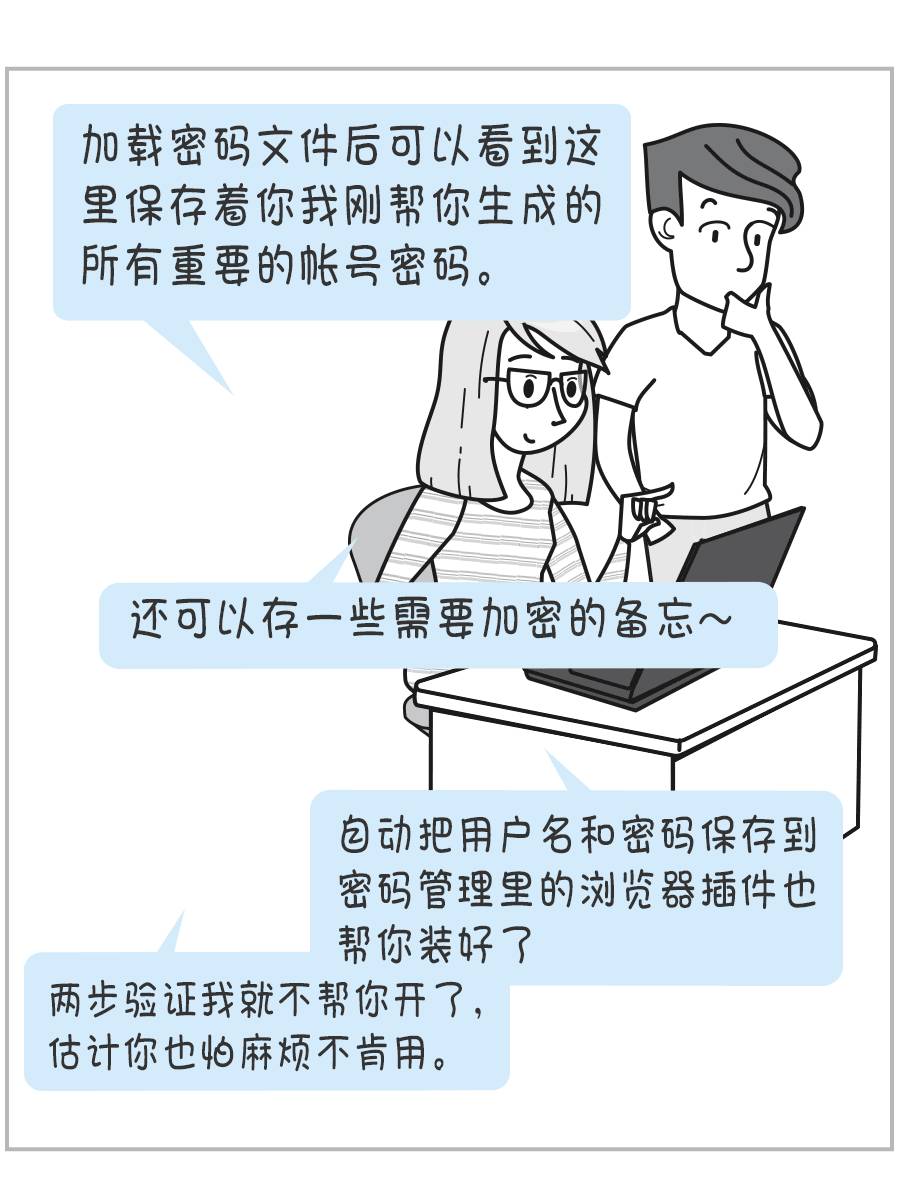 加载密码文件后可以看到这
里保存着你我刚帮你生成的
所有重要的帐号密码。
还可以存一些需要加密的备忘～
自动把用户名和密码保存到
密码管理里的浏览器插件也
帮你装好了
两步验证我就不帮你开了，
估计你也怕麻烦不肯用。